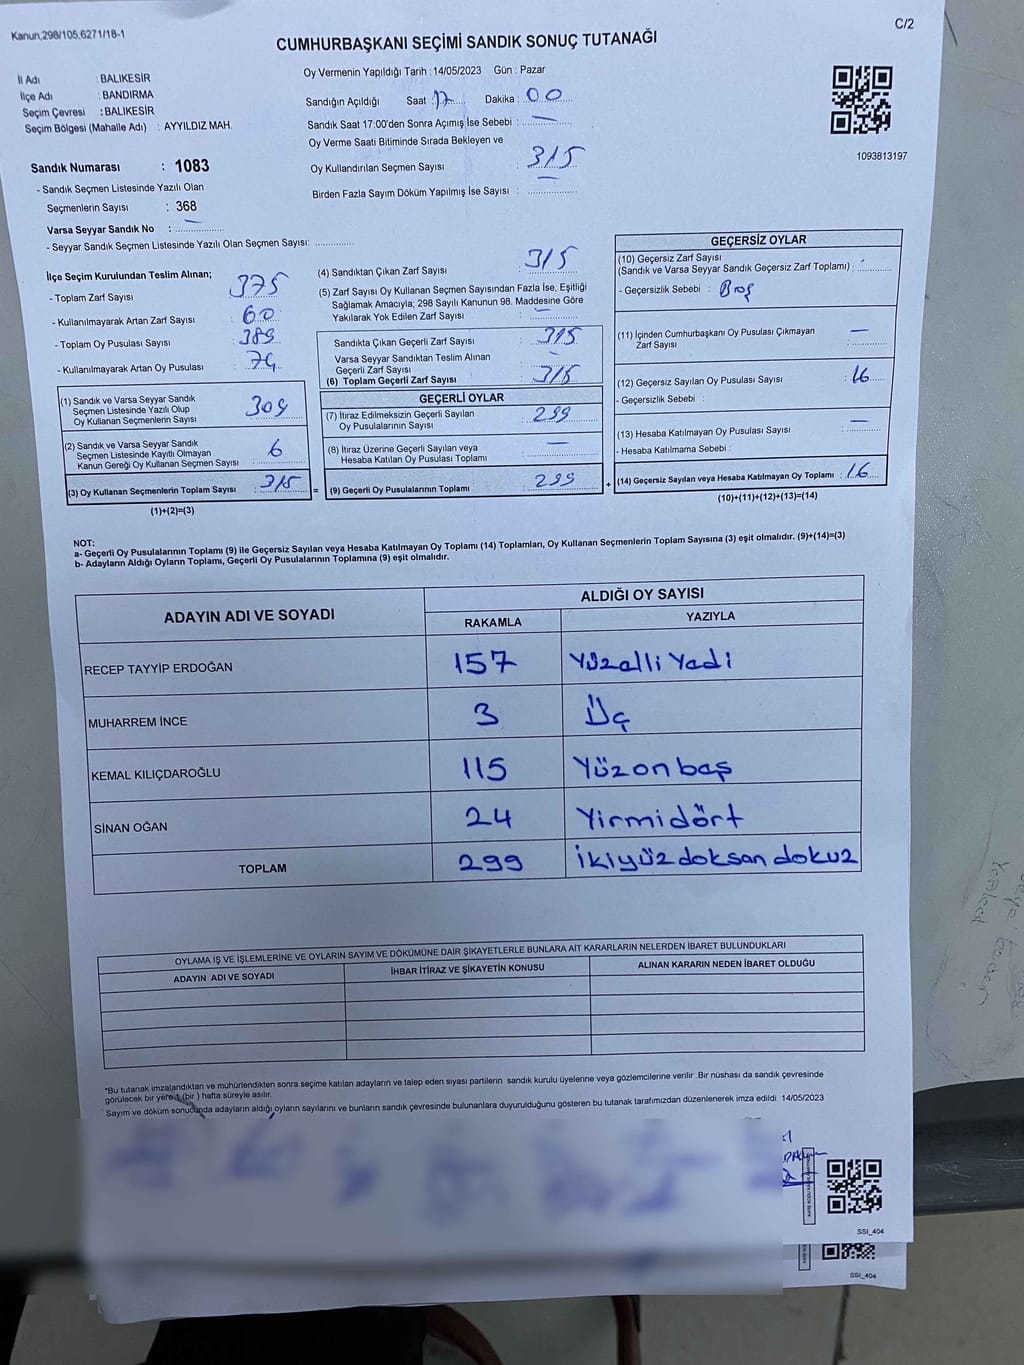 Kanun,298/105,6271/18-1
C/2
CUMHURBAŞKANI SEÇİMİ SANDIK SONUÇ TUTANAĞI
İl Adı : BALIKESİR
İlçe Adı : BANDIRMA
Seçim Çevresi : BALIKESİR
Seçim Bölgesi (Mahalle Adı) : AYYILDIZ MAH.
Sandık Numarası : 1083
- Sandık Seçmen Listesinde Yazılı Olan
Seçmenlerin Sayısı : 368
Varsa Seyyar Sandık No : —
- Seyyar Sandık Seçmen Listesinde Yazılı Olan Seçmen Sayısı: ..............
Oy Vermenin Yapıldığı Tarih : 14/05/2023 Gün : Pazar
Sandığın Açıldığı Saat : 17 Dakika : 00
Sandık Saat 17:00'den Sonra Açımış İse Sebebi : —
Oy Verme Saati Bitiminde Sırada Bekleyen ve
Oy Kullandırılan Seçmen Sayısı : 315
Birden Fazla Sayım Döküm Yapılmış İse Sayısı : —
1093813197
İlçe Seçim Kurulundan Teslim Alınan;
- Toplam Zarf Sayısı : 375
- Kullanılmayarak Artan Zarf Sayısı : 60
- Toplam Oy Pusulası Sayısı : 389
- Kullanılmayarak Artan Oy Pusulası : 74
(1) Sandık ve Varsa Seyyar Sandık
Seçmen Listesinde Yazılı Olup
Oy Kullanan Seçmenlerin Sayısı : 309
(2) Sandık ve Varsa Seyyar Sandık
Seçmen Listesinde Kayıtlı Olmayan
Kanun Gereği Oy Kullanan Seçmen Sayısı : 6
(3) Oy Kullanan Seçmenlerin Toplam Sayısı : 315
(1)+(2)=(3)
(4) Sandıktan Çıkan Zarf Sayısı : 315
(5) Zarf Sayısı Oy Kullanan Seçmen Sayısından Fazla İse, Eşitliği
Sağlamak Amacıyla; 298 Sayılı Kanunun 98. Maddesine Göre
Yakılarak Yok Edilen Zarf Sayısı : —
Sandıkta Çıkan Geçerli Zarf Sayısı : 315
Varsa Seyyar Sandıktan Teslim Alınan
Geçerli Zarf Sayısı : —
(6) Toplam Geçerli Zarf Sayısı : 315
GEÇERLİ OYLAR
(7) İtiraz Edilmeksizin Geçerli Sayılan
Oy Pusulalarının Sayısı : 299
(8) İtiraz Üzerine Geçerli Sayılan veya
Hesaba Katılan Oy Pusulası Toplamı : —
= (9) Geçerli Oy Pusulalarının Toplamı : 299
GEÇERSİZ OYLAR
(10) Geçersiz Zarf Sayısı
(Sandık ve Varsa Seyyar Sandık Geçersiz Zarf Toplamı) : ............
- Geçersizlik Sebebi : Boş
(11) İçinden Cumhurbaşkanı Oy Pusulası Çıkmayan
Zarf Sayısı : —
(12) Geçersiz Sayılan Oy Pusulası Sayısı : 16
- Geçersizlik Sebebi :
(13) Hesaba Katılmayan Oy Pusulası Sayısı : —
- Hesaba Katılmama Sebebi :
+ (14) Geçersiz Sayılan veya Hesaba Katılmayan Oy Toplamı : 16
(10)+(11)+(12)+(13)=(14)
NOT:
a- Geçerli Oy Pusulalarının Toplamı (9) ile Geçersiz Sayılan veya Hesaba Katılmayan Oy Toplamı (14) Toplamları, Oy Kullanan Seçmenlerin Toplam Sayısına (3) eşit olmalıdır. (9)+(14)=(3)
b- Adayların Aldığı Oyların Toplamı, Geçerli Oy Pusulalarının Toplamına (9) eşit olmalıdır.
ADAYIN ADI VE SOYADI
ALDIĞI OY SAYISI
RAKAMLA YAZIYLA
RECEP TAYYİP ERDOĞAN 157 Yüzelli Yedi
MUHARREM İNCE 3 Üç
KEMAL KILIÇDAROĞLU 115 Yüzonbeş
SİNAN OĞAN 24 Yirmidört
TOPLAM 299 İkiyüzdoksan dokuz
OYLAMA İŞ VE İŞLEMLERİNE VE OYLARIN SAYIM VE DÖKÜMÜNE DAİR ŞİKAYETLERLE BUNLARA AİT KARARLARIN NELERDEN İBARET BULUNDUKLARI
ADAYIN ADI VE SOYADI İHBAR İTİRAZ VE ŞİKAYETİN KONUSU ALINAN KARARIN NEDEN İBARET OLDUĞU
*Bu tutanak imzalandıktan ve mühürlendikten sonra seçime katılan adayların ve talep eden siyasi partilerin sandık kurulu üyelerine veya gözlemcilerine verilir .Bir nüshası da sandık çevresinde
görülecek bir yere 1 (bir ) hafta süreyle asılır.
Sayım ve döküm sonucunda adayların aldığı oyların sayılarını ve bunların sandık çevresinde bulunanlara duyurulduğunu gösteren bu tutanak tarafımızdan düzenlenerek imza edildi. 14/05/2023
SSI_404
SSI_404